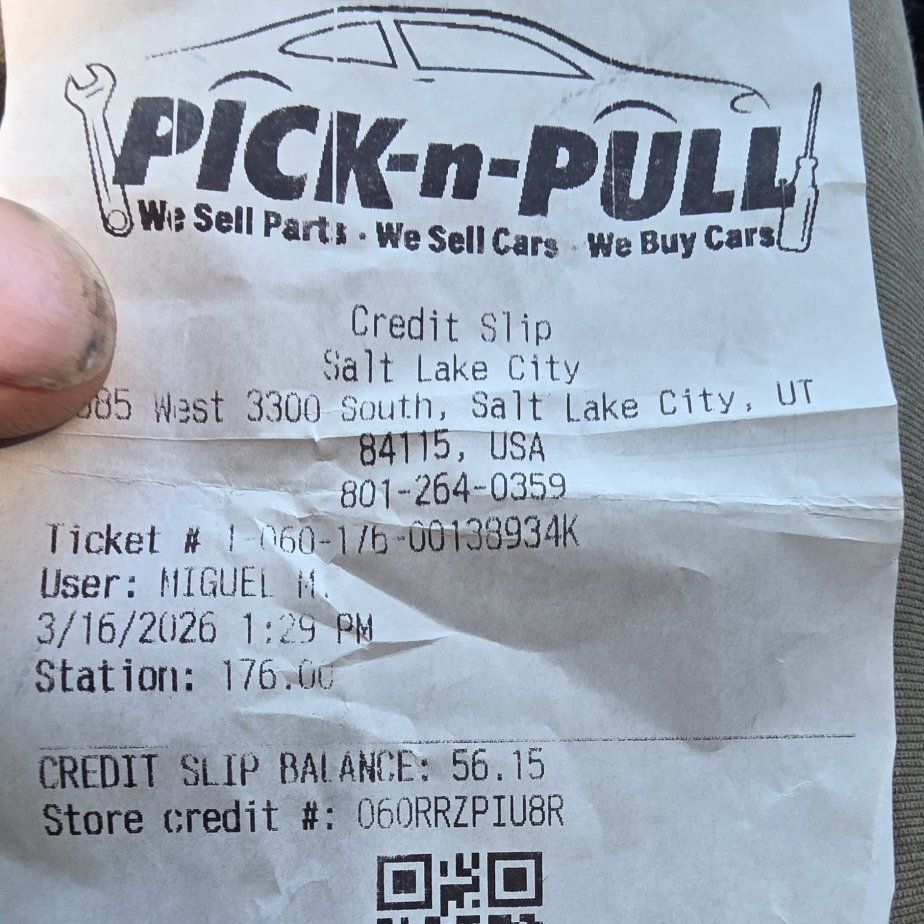 PICK-n-PULL
We Sell Parts · We Sell Cars · We Buy Cars
Credit Slip
Salt Lake City
West 3300 South, Salt Lake City, UT
84115, USA
801-264-0359
Ticket # 1-060-176-00138934K
User: MIGUEL M.
3/16/2026 1:29 PM
Station: 176.00
CREDIT SLIP BALANCE: 56.15
Store credit #: 060RRZPIU8R